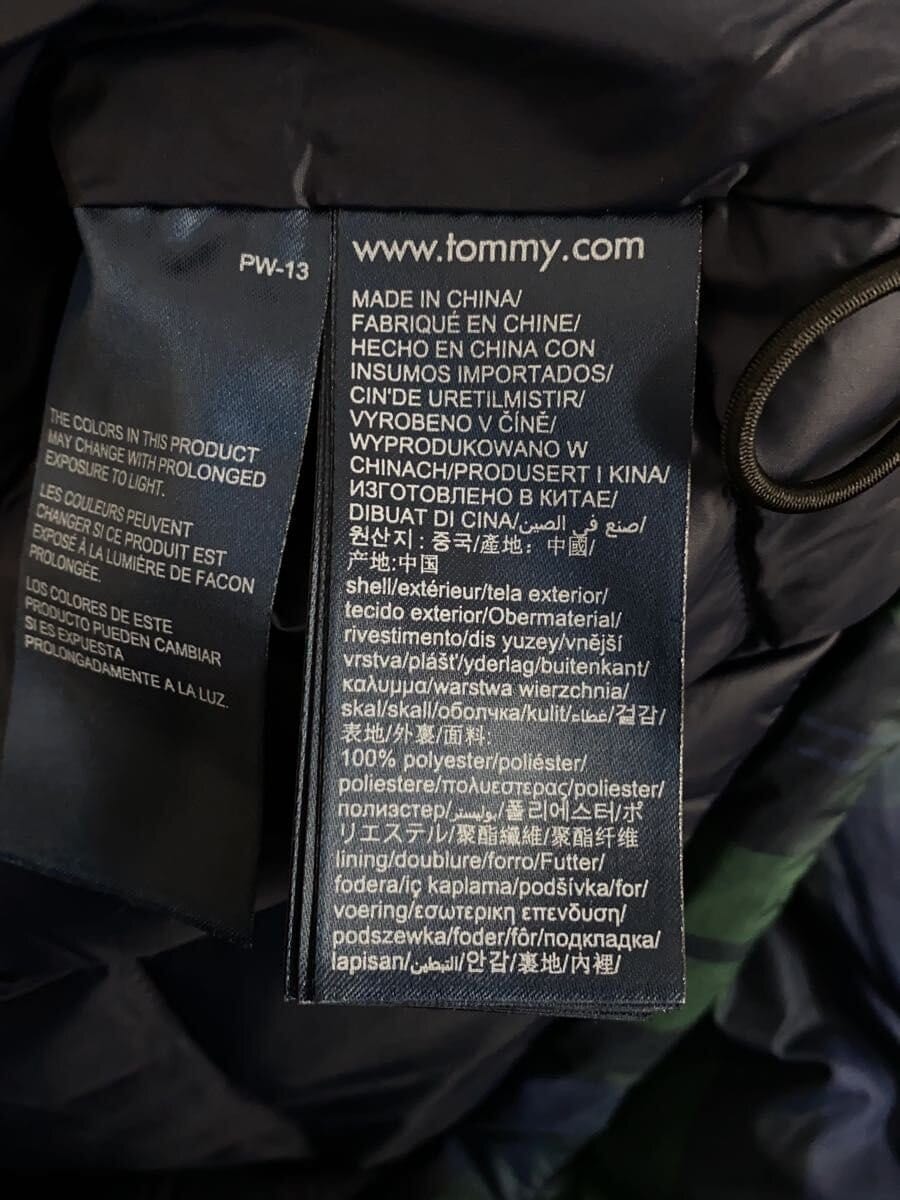 PW-13
THE COLORS IN THIS PRODUCT
MAY CHANGE WITH PROLONGED
EXPOSURE TO LIGHT.
LES COULEURS PEUVENT
CHANGER SI CE PRODUIT EST
EXPOSÉ À LA LUMIÈRE DE FACON
PROLONGÉE.
LOS COLORES DE ESTE
PRODUCTO PUEDEN CAMBIAR
SI ES EXPUESTA
PROLONGADAMENTE A LA LUZ.
www.tommy.com
MADE IN CHINA/
FABRIQUÉ EN CHINE/
HECHO EN CHINA CON
INSUMOS IMPORTADOS/
CIN'DE URETILMISTIR/
VYROBENO V ČÍNĚ/
WYPRODUKOWANO W
CHINACH/PRODUSERT I KINA/
ИЗГОТОВЛЕНО В КИТАЕ/
DIBUAT DI CINA/صنع في الصين/
원산지: 중국/產地: 中國/
产地:中国
shell/extérieur/tela exterior/
tecido exterior/Obermaterial/
rivestimento/dis yuzey/vnější
vrstva/plášť/yderlag/buitenkant/
καλυμμα/warstwa wierzchnia/
skal/skall/оболчка/kulit/غطاء/겉감/
表地/外裏/面料:
100% polyester/poliéster/
poliestere/πολυεστερας/poliester/
полиэстер/بوليستر/폴리에스터/ポ
リエステル/聚酯纖維/聚酯纤维
lining/doublure/forro/Futter/
fodera/iç kaplama/podšívka/for/
voering/εσωτερικη επενδυση/
podszewka/foder/fôr/подкладка/
lapisan/التبطين/안감/裏地/內裡/